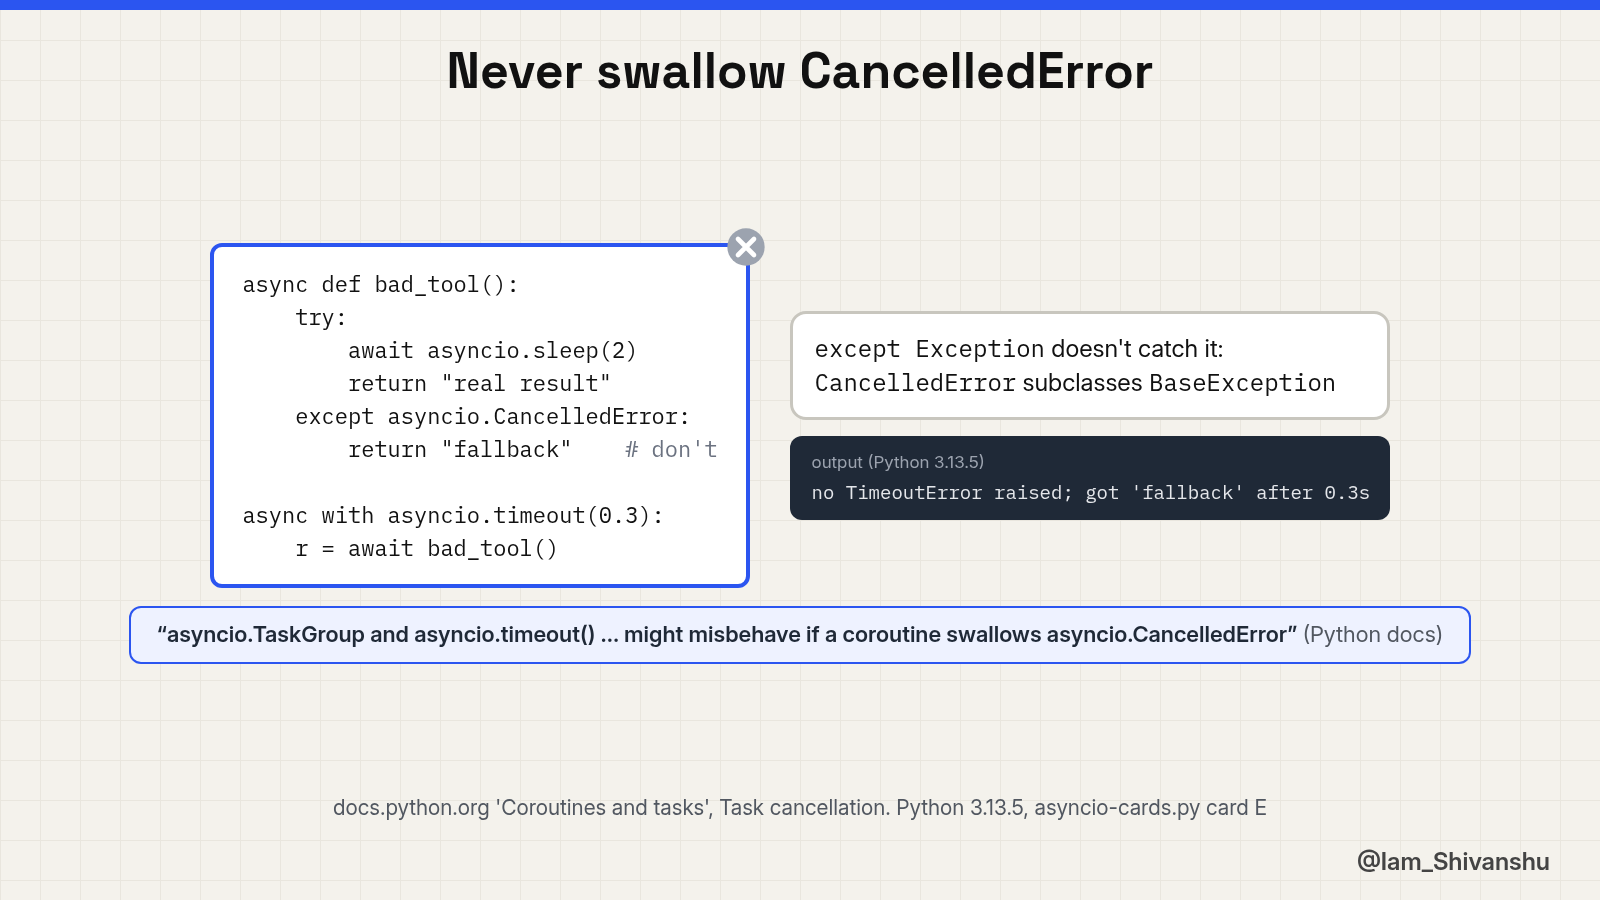 Never swallow CancelledError
async def bad_tool():
    try:
        await asyncio.sleep(2)
        return "real result"
    except asyncio.CancelledError:
        return "fallback"    # don't
async with asyncio.timeout(0.3):
    r = await bad_tool()
except Exception doesn't catch it:
CancelledError subclasses BaseException
output (Python 3.13.5)
no TimeoutError raised; got 'fallback' after 0.3s
“asyncio.TaskGroup and asyncio.timeout() ... might misbehave if a coroutine swallows asyncio.CancelledError” (Python docs)
docs.python.org 'Coroutines and tasks', Task cancellation. Python 3.13.5, asyncio-cards.py card E
@Iam_Shivanshu